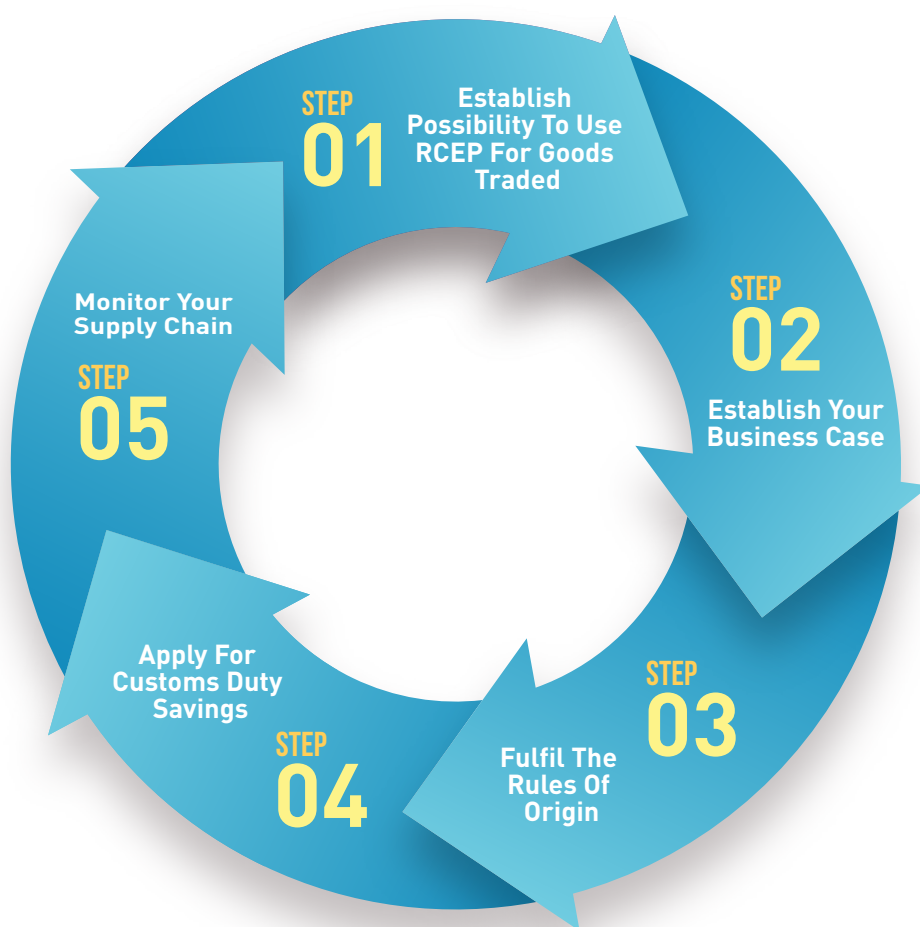 STEP
01
Establish
Possibility To Use
RCEP For Goods
Traded
STEP
02
Establish Your
Business Case
STEP
03
Fulfil The
Rules Of
Origin
STEP
04
Apply For
Customs Duty
Savings
STEP
05
Monitor Your
Supply Chain